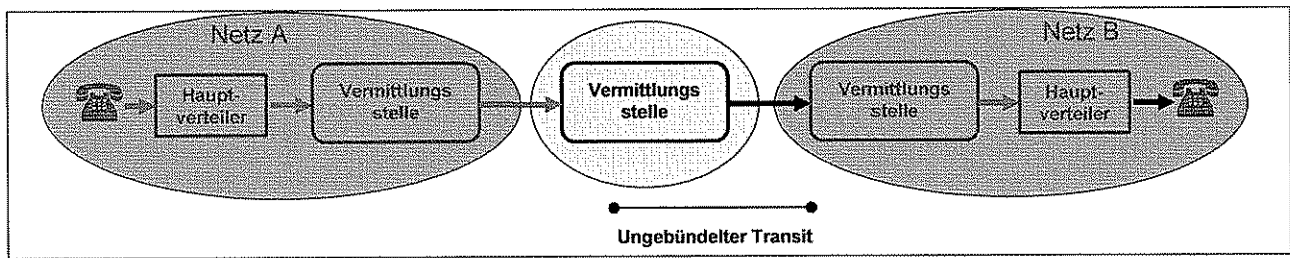 Netz A
Netz B
Haupt-
verteiler
Vermittlungs
stelle
Vermittlungs
stelle
Vermittlungs
stelle
Haupt-
verteiler
Ungebündelter Transit